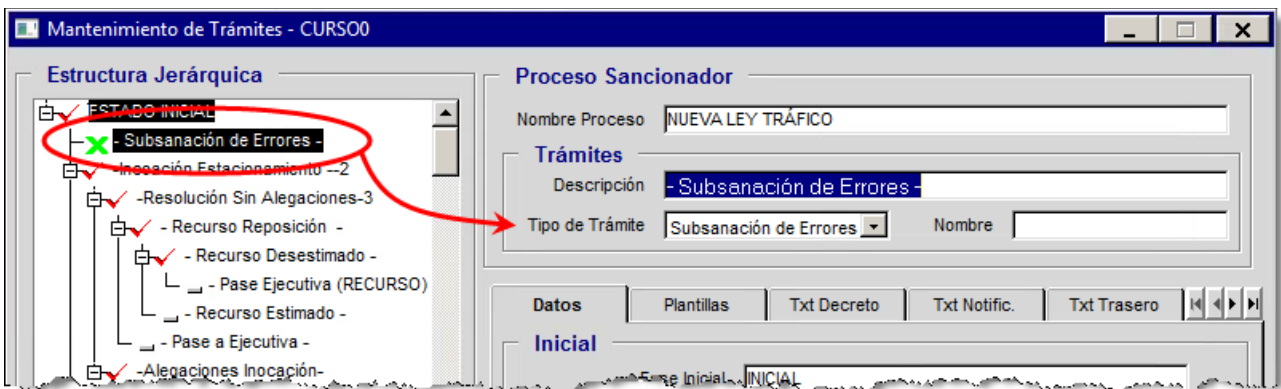 Mantenimiento de Trámites - CURSO0
Estructura Jerárquica
ESTADO INICIAL
- Subsanación de Errores -
-Incoación Estacionamiento --2
-Resolución Sin Alegaciones-3
- Recurso Reposición -
- Recurso Desestimado -
- Pase Ejecutiva (RECURSO)
- Recurso Estimado -
- Pase a Ejecutiva -
-Alegaciones Inocación-
Proceso Sancionador
Nombre Proceso NUEVA LEY TRÁFICO
Trámites
Descripción - Subsanación de Errores -
Tipo de Trámite Subsanación de Errores Nombre
Datos Plantillas Txt Decreto Txt Notific. Txt Trasero
Inicial
Fase Inicial INICIAL